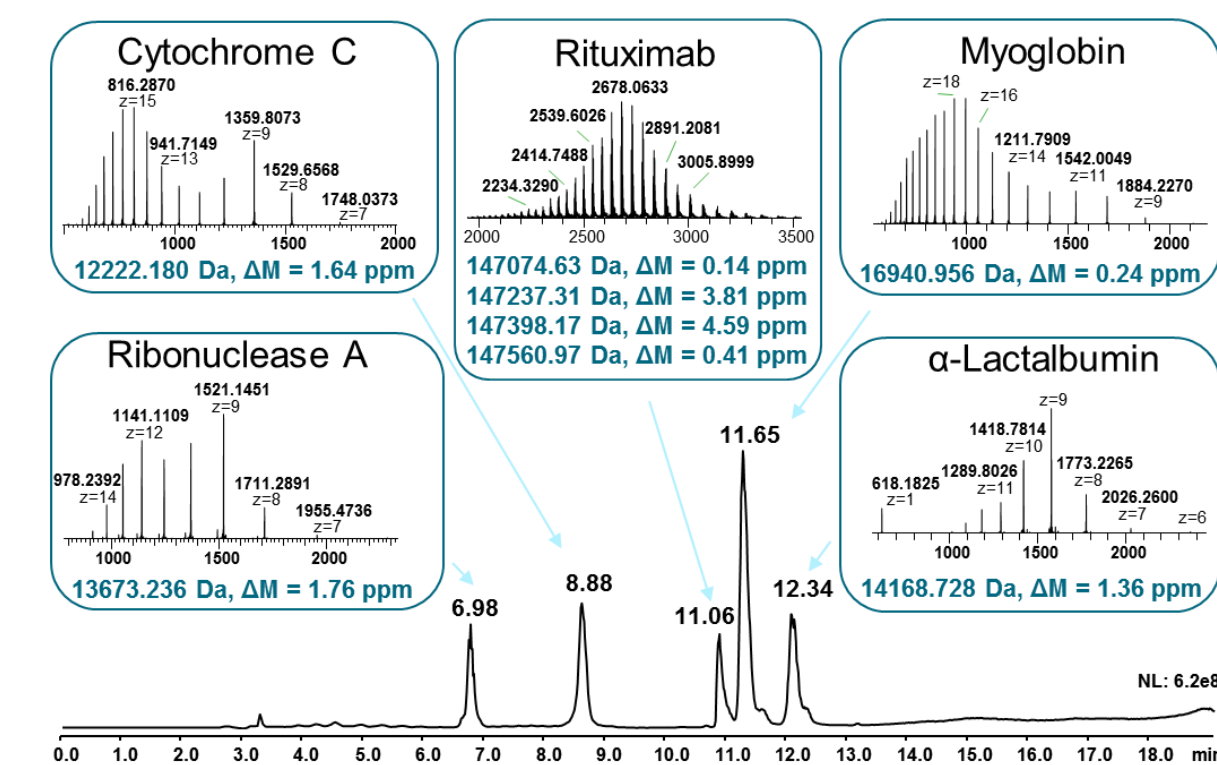 Cytochrome C
816.2870
z=15
1359.8073
z=9
941.7149
z=13
1529.6568
z=8
1748.0373
z=7
1000
1500
2000
12222.180 Da, ΔM = 1.64 ppm
Rituximab
2678.0633
2539.6026
2891.2081
2414.7488
3005.8999
2234.3290
2000
2500
3000
3500
147074.63 Da, ΔM = 0.14 ppm
147237.31 Da, ΔM = 3.81 ppm
147398.17 Da, ΔM = 4.59 ppm
147560.97 Da, ΔM = 0.41 ppm
Myoglobin
z=18
z=16
1211.7909
z=14
1542.0049
z=11
1884.2270
z=9
1000
1500
2000
16940.956 Da, ΔM = 0.24 ppm
Ribonuclease A
1521.1451
z=9
1141.1109
z=12
978.2392
z=14
1711.2891
z=8
1955.4736
z=7
1000
1500
2000
13673.236 Da, ΔM = 1.76 ppm
α-Lactalbumin
z=9
1418.7814
z=10
1289.8026
z=11
1773.2265
z=8
618.1825
z=1
2026.2600
z=7
z=6
1000
1500
2000
14168.728 Da, ΔM = 1.36 ppm
6.98
8.88
11.06
11.65
12.34
NL: 6.2e8
0.0 1.0 2.0 3.0 4.0 5.0 6.0 7.0 8.0 9.0 10.0 11.0 12.0 13.0 14.0 15.0 16.0 17.0 18.0 min